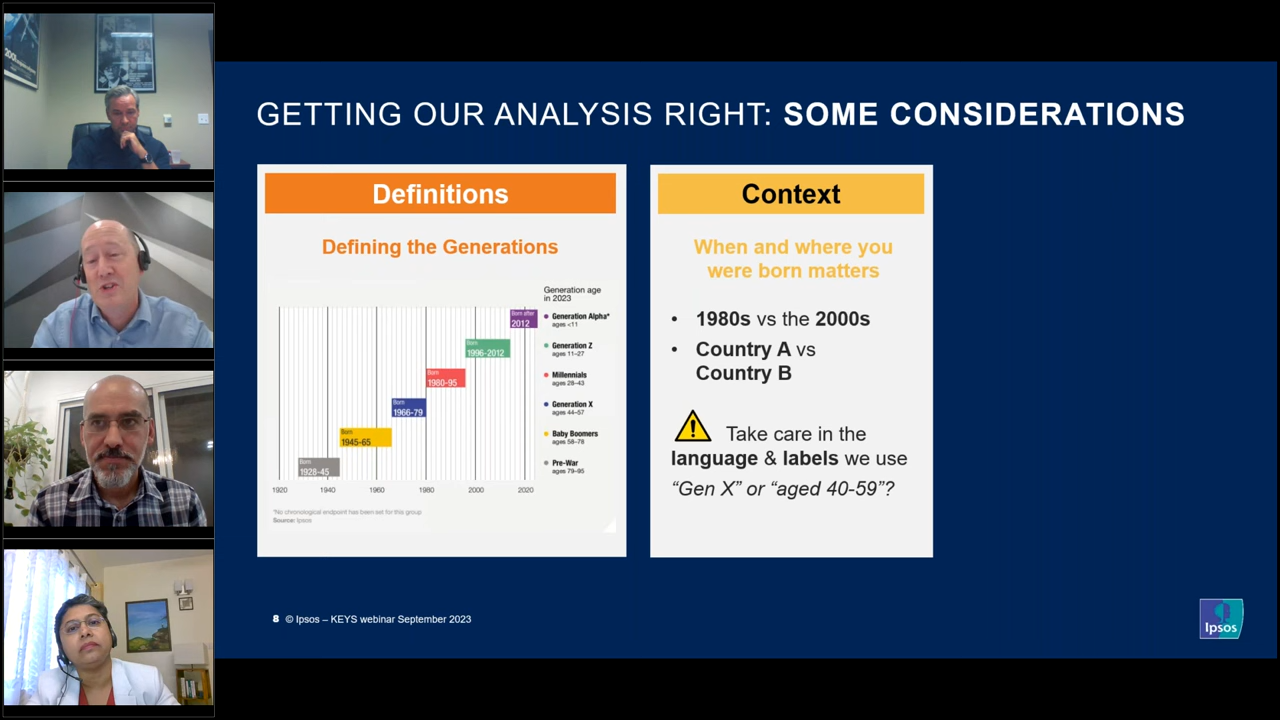 GETTING OUR ANALYSIS RIGHT: SOME CONSIDERATIONS
Definitions
Defining the Generations
Generation age
in 2023
Born after
2012
Generation Alpha*
ages <11
Born
1996-2012
Generation Z
ages 11–27
Born
1980-95
Millennials
ages 28–43
Born
1966-79
Generation X
ages 44–57
Born
1945-65
Baby Boomers
ages 58–78
Born
1928-45
Pre-War
ages 79–95
1920 1940 1960 1980 2000 2020
*No chronological endpoint has been set for this group
Source: Ipsos
Context
When and where you
were born matters
• 1980s vs the 2000s
• Country A vs
Country B
Take care in the
language & labels we use
“Gen X” or “aged 40-59”?
8 © Ipsos – KEYS webinar September 2023
Ipsos